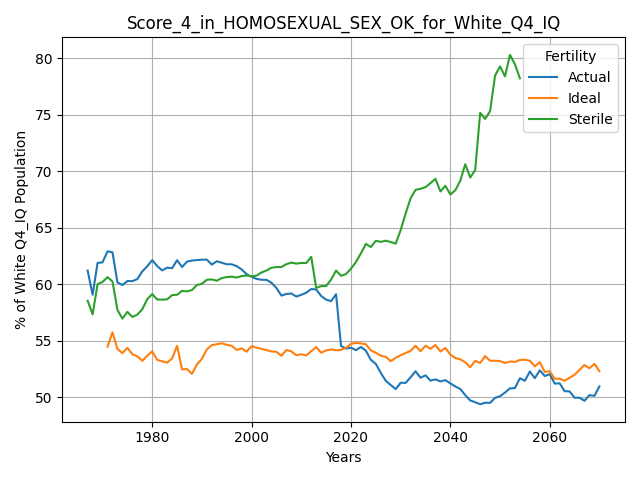 Score_4_in_HOMOSEXUAL_SEX_OK_for_White_Q4_IQ
% of White Q4_IQ Population
80
75
70
65
60
55
50
Fertility
Actual
Ideal
Sterile
1980
2000
2020
2040
2060
Years